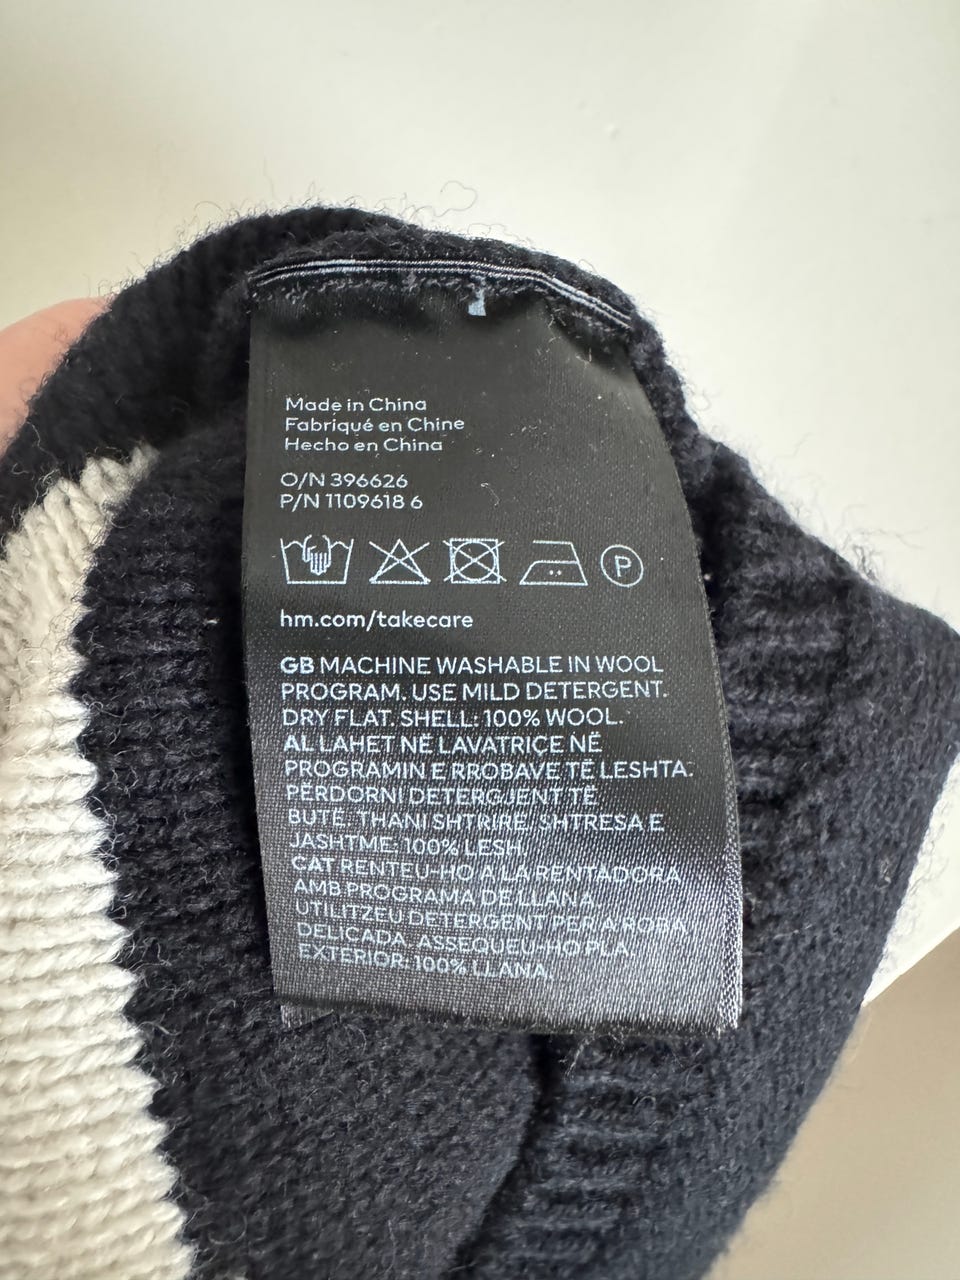 Made in China
Fabriqué en Chine
Hecho en China
O/N 396626
P/N 1109618 6
P
hm.com/takecare
GB MACHINE WASHABLE IN WOOL
PROGRAM. USE MILD DETERGENT.
DRY FLAT. SHELL: 100% WOOL.
AL LAHET NË LAVATRIÇE NË
PROGRAMIN E RROBAVE TË LESHTA.
PËRDORNI DETERGJENT TË
BUTË. THANI SHTRIRË. SHTRESA E
JASHTME: 100% LESH.
CAT RENTEU-HO A LA RENTADORA
AMB PROGRAMA DE LLANA.
UTILITZEU DETERGENT PER A ROBA
DELICADA. ASSEQUEU-HO PLA.
EXTERIOR: 100% LLANA.